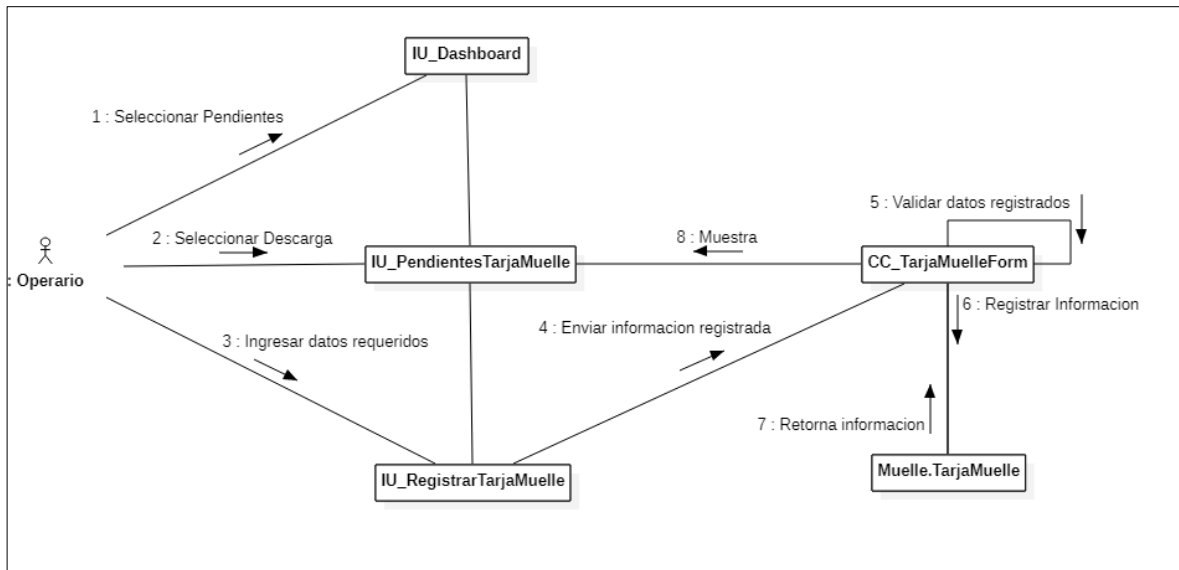 IU_Dashboard
1 : Seleccionar Pendientes
5 : Validar datos registrados
2 : Seleccionar Descarga
8 : Muestra
: Operario
IU_PendientesTarjaMuelle
CC_TarjaMuelleForm
6 : Registrar Informacion
3 : Ingresar datos requeridos
4 : Enviar informacion registrada
7 : Retorna informacion
IU_RegistrarTarjaMuelle
Muelle.TarjaMuelle